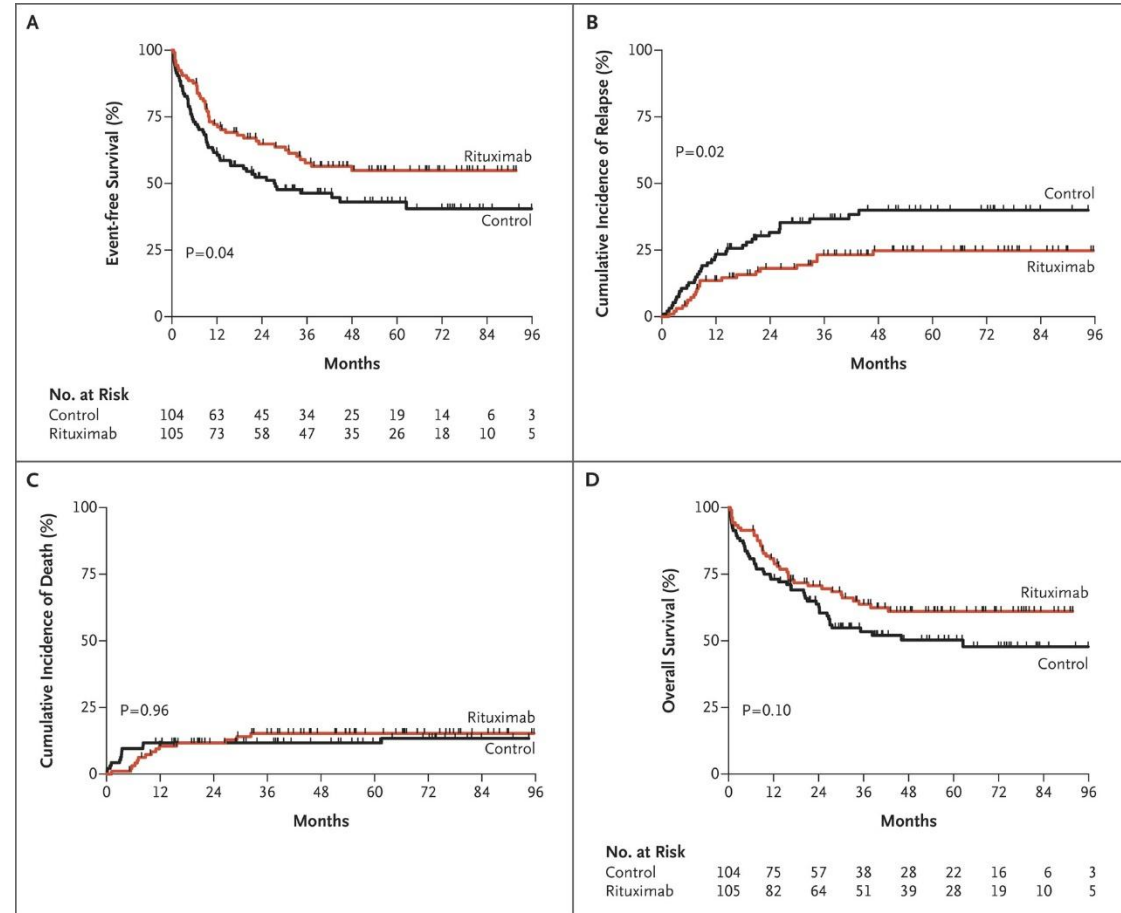 A
Event-free Survival (%)
100
75
50
25
0
P=0.04
Rituximab
Control
0 12 24 36 48 60 72 84 96
Months
No. at Risk
Control 104 63 45 34 25 19 14 6 3
Rituximab 105 73 58 47 35 26 18 10 5
B
Cumulative Incidence of Relapse (%)
100
75
50
25
0
P=0.02
Control
Rituximab
0 12 24 36 48 60 72 84 96
Months
C
Cumulative Incidence of Death (%)
100
75
50
25
0
P=0.96
Rituximab
Control
0 12 24 36 48 60 72 84 96
Months
D
Overall Survival (%)
100
75
50
25
0
P=0.10
Rituximab
Control
0 12 24 36 48 60 72 84 96
Months
No. at Risk
Control 104 75 57 38 28 22 16 6 3
Rituximab 105 82 64 51 39 28 19 10 5